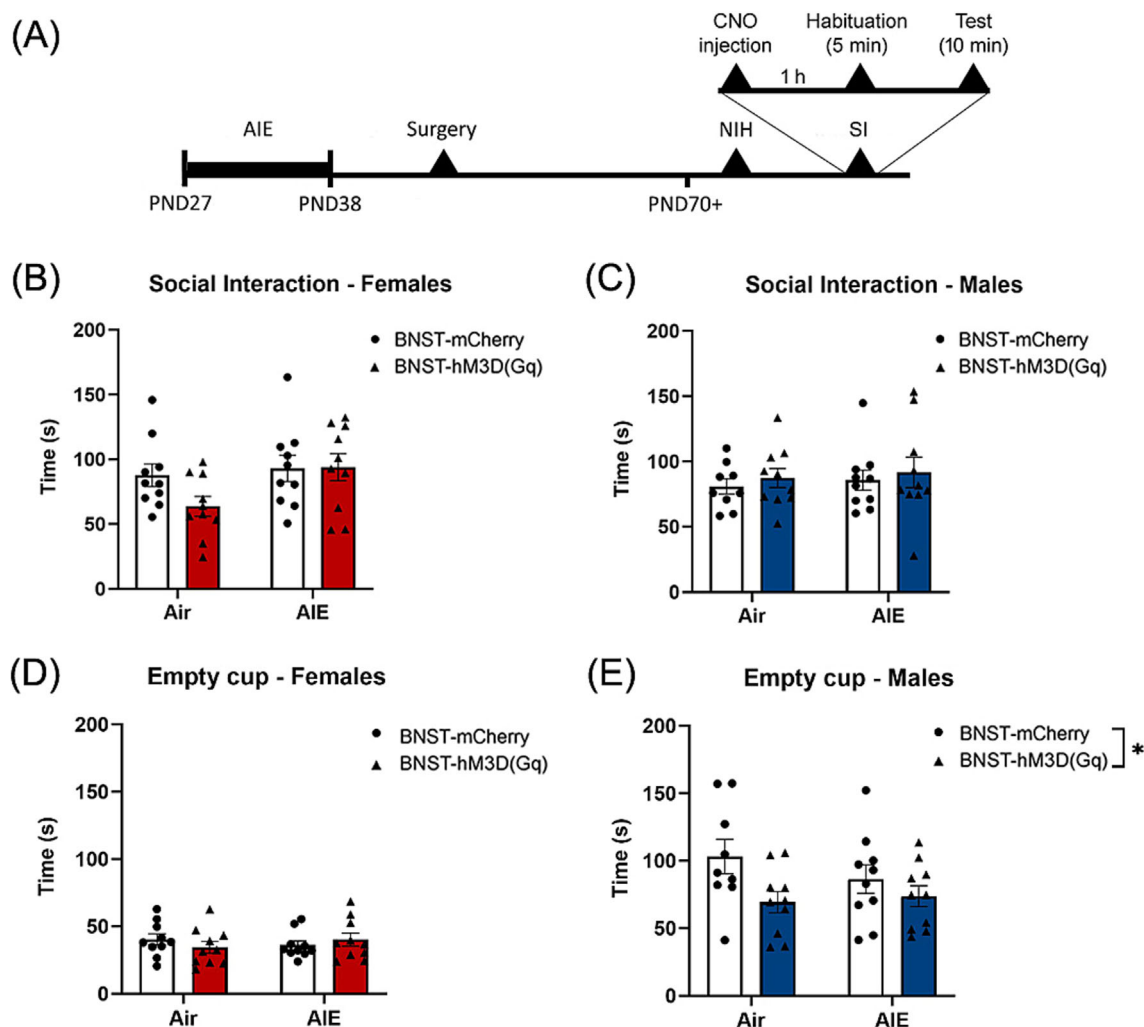 (A)
CNO injection
Habituation (5 min)
Test (10 min)
1 h
AIE
Surgery
NIH
SI
PND27
PND38
PND70+
(B)
Social Interaction - Females
200
150
100
50
0
Time (s)
BNST-mCherry
BNST-hM3D(Gq)
Air
AIE
(C)
Social Interaction - Males
200
150
100
50
0
Time (s)
BNST-mCherry
BNST-hM3D(Gq)
Air
AIE
(D)
Empty cup - Females
200
150
100
50
0
Time (s)
BNST-mCherry
BNST-hM3D(Gq)
Air
AIE
(E)
Empty cup - Males
200
150
100
50
0
Time (s)
BNST-mCherry
BNST-hM3D(Gq)
*
Air
AIE